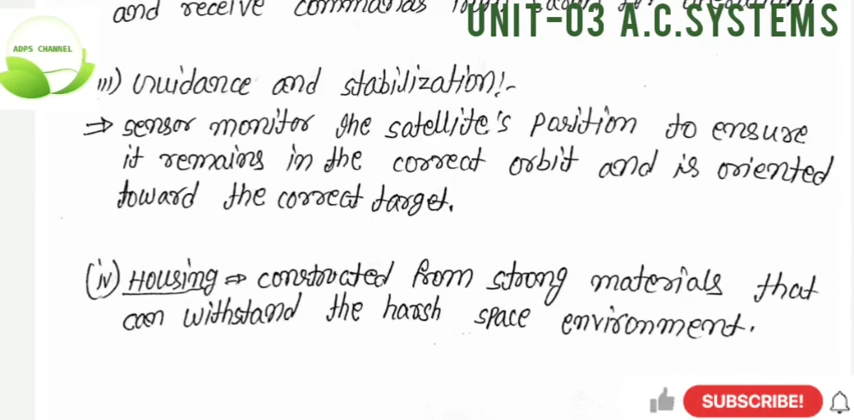 and receive commands from
UNIT-03 A.C.SYSTEMS
ADPS CHANNEL
iii) Guidance and stabilization:-
⇒ sensor monitor the satellite's position to ensure
it remains in the correct orbit and is oriented
toward the correct target.
(iv) Housing ⇒ constructed from strong materials that
can withstand the harsh space environment.
SUBSCRIBE!